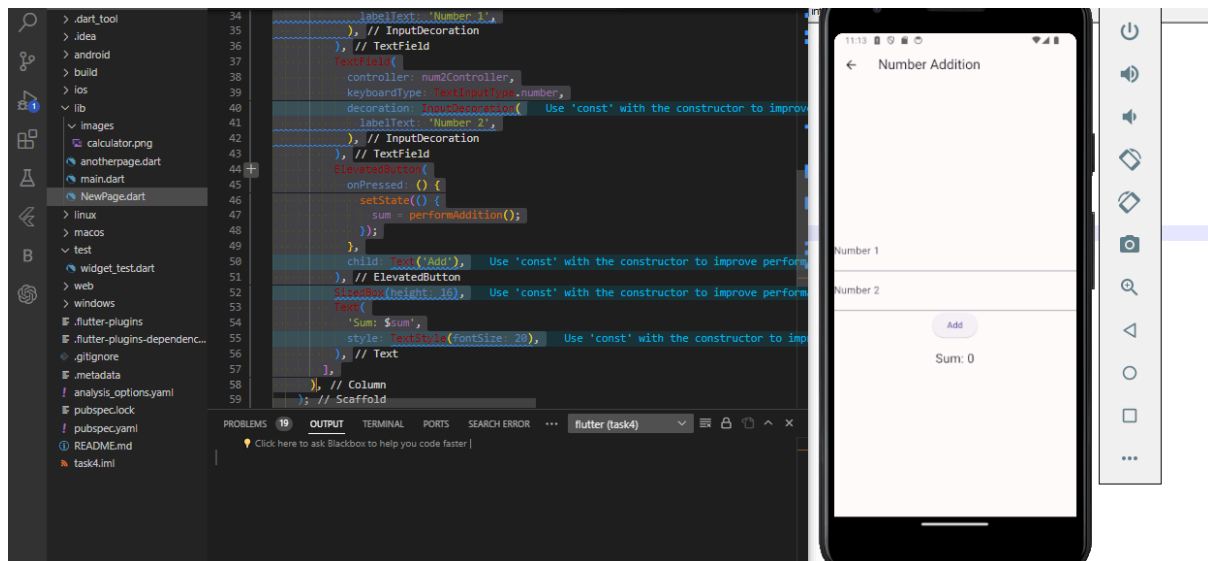 .dart_tool
.idea
android
build
ios
lib
images
calculator.png
anotherpage.dart
main.dart
NewPage.dart
linux
macos
test
widget_test.dart
web
windows
.flutter-plugins
.flutter-plugins-dependenc...
.gitignore
.metadata
analysis_options.yaml
pubspec.lock
pubspec.yaml
README.md
task4.iml
1
B
34 labelText: 'Number 1',
35 ), // InputDecoration
36 ), // TextField
37 TextField(
38 controller: num2Controller,
39 keyboardType: TextInputType.number,
40 decoration: InputDecoration( Use 'const' with the constructor to improve
41 labelText: 'Number 2',
42 ), // InputDecoration
43 ), // TextField
44 ElevatedButton(
45 onPressed: () {
46 setState(() {
47 sum = performAddition();
48 });
49 },
50 child: Text('Add'), Use 'const' with the constructor to improve perform
51 ), // ElevatedButton
52 SizedBox(height: 16), Use 'const' with the constructor to improve perform
53 Text(
54 'Sum: $sum',
55 style: TextStyle(fontSize: 20), Use 'const' with the constructor to imp
56 ), // Text
57 ],
58 ), // Column
59 ); // Scaffold
PROBLEMS 19 OUTPUT TERMINAL PORTS SEARCH ERROR ... flutter (task4)
Click here to ask Blackbox to help you code faster |
int
11:13
Number Addition
Number 1
Number 2
Add
Sum: 0